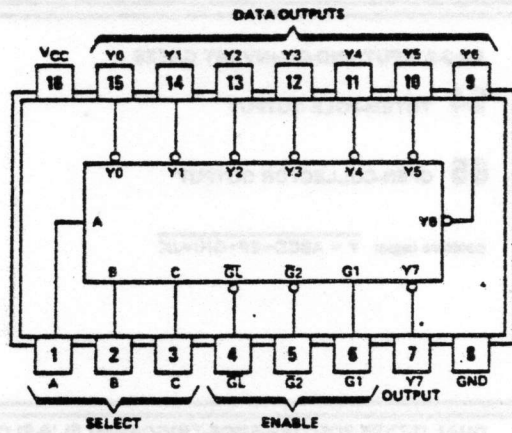 DATA OUTPUTS
VCC Y0 Y1 Y2 Y3 Y4 Y5 Y6
16 15 14 13 12 11 10 9
Y0 Y1 Y2 Y3 Y4 Y5
A Y6
B C G̅L̅ G̅2̅ G1 Y7
1 2 3 4 5 6 7 8
A B C G̅L̅ G̅2̅ G1 Y7 GND
OUTPUT
SELECT ENABLE